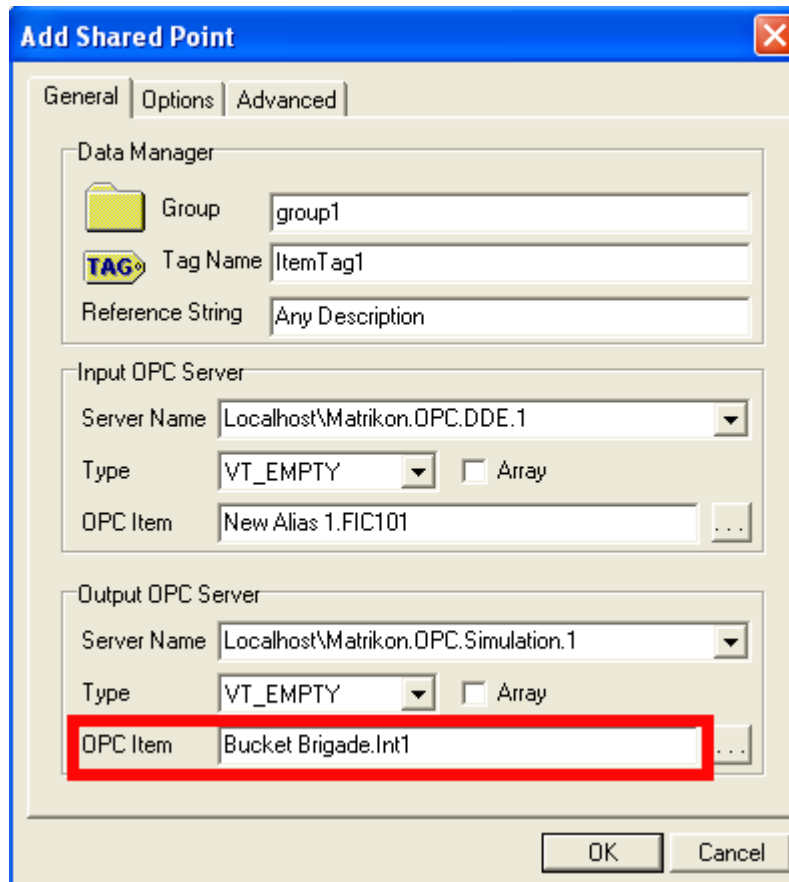 Add Shared Point
General Options Advanced
Data Manager
Group group1
TAG Tag Name ItemTag1
Reference String Any Description
Input OPC Server
Server Name Localhost\Matrikon.OPC.DDE.1
Type VT_EMPTY Array
OPC Item New Alias 1.FIC101 ...
Output OPC Server
Server Name Localhost\Matrikon.OPC.Simulation.1
Type VT_EMPTY Array
OPC Item Bucket Brigade.Int1 ...
OK Cancel